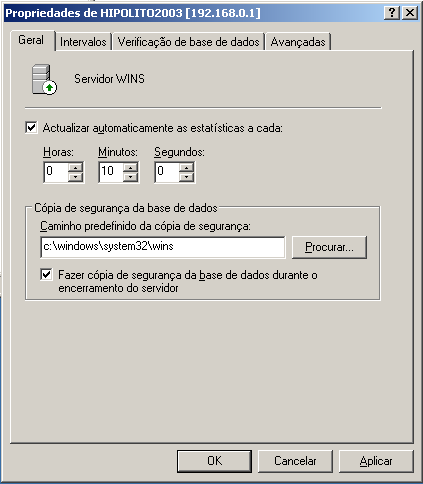 Propriedades de HIPOLITO2003 [192.168.0.1]
Geral Intervalos Verificação de base de dados Avançadas
Servidor WINS
Actualizar automaticamente as estatísticas a cada:
Horas: Minutos: Segundos:
0 10 0
Cópia de segurança da base de dados
Caminho predefinido da cópia de segurança:
c:\windows\system32\wins Procurar...
Fazer cópia de segurança da base de dados durante o
encerramento do servidor
OK Cancelar Aplicar